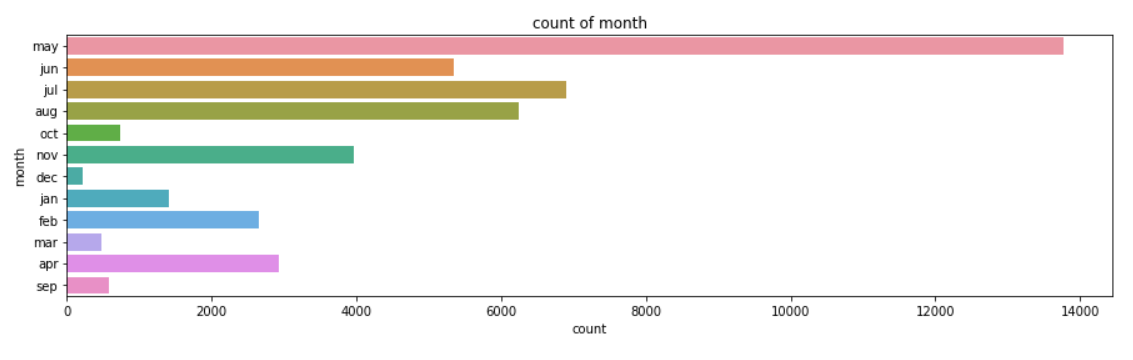 count of month
may
jun
jul
aug
oct
nov
dec
jan
feb
mar
apr
sep
month
0 2000 4000 6000 8000 10000 12000 14000
count